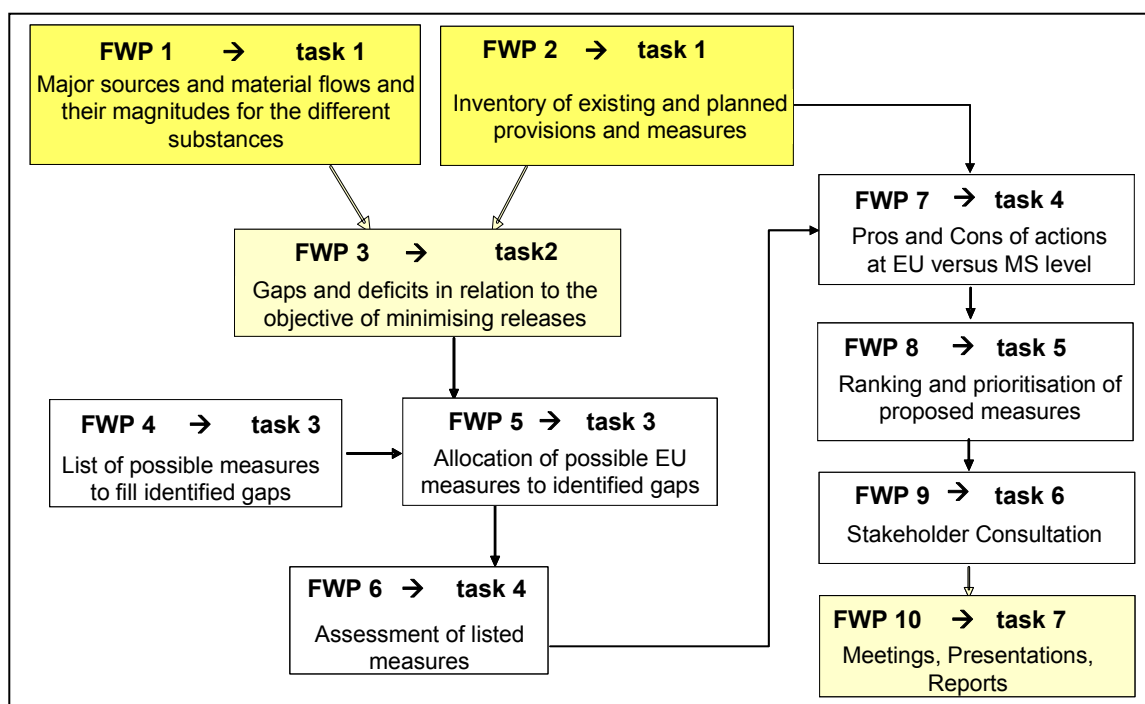 FWP 1 → task 1
Major sources and material flows and
their magnitudes for the different
substances
FWP 2 → task 1
Inventory of existing and planned
provisions and measures
FWP 3 → task2
Gaps and deficits in relation to the
objective of minimising releases
FWP 4 → task 3
List of possible measures
to fill identified gaps
FWP 5 → task 3
Allocation of possible EU
measures to identified gaps
FWP 6 → task 4
Assessment of listed
measures
FWP 7 → task 4
Pros and Cons of actions
at EU versus MS level
FWP 8 → task 5
Ranking and prioritisation of
proposed measures
FWP 9 → task 6
Stakeholder Consultation
FWP 10 → task 7
Meetings, Presentations,
Reports